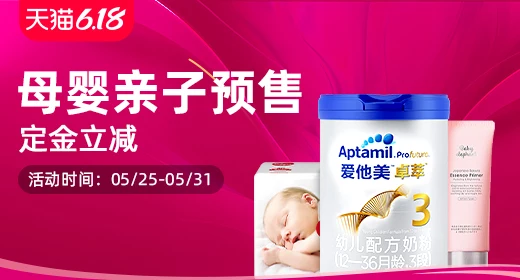 天猫6.18
母婴亲子预售
定金立减
活动时间：05/25-05/31
Aptamil Profutura
爱他美 卓萃
3
幼儿配方奶粉
(12—36月龄,3段)
Essence Primer